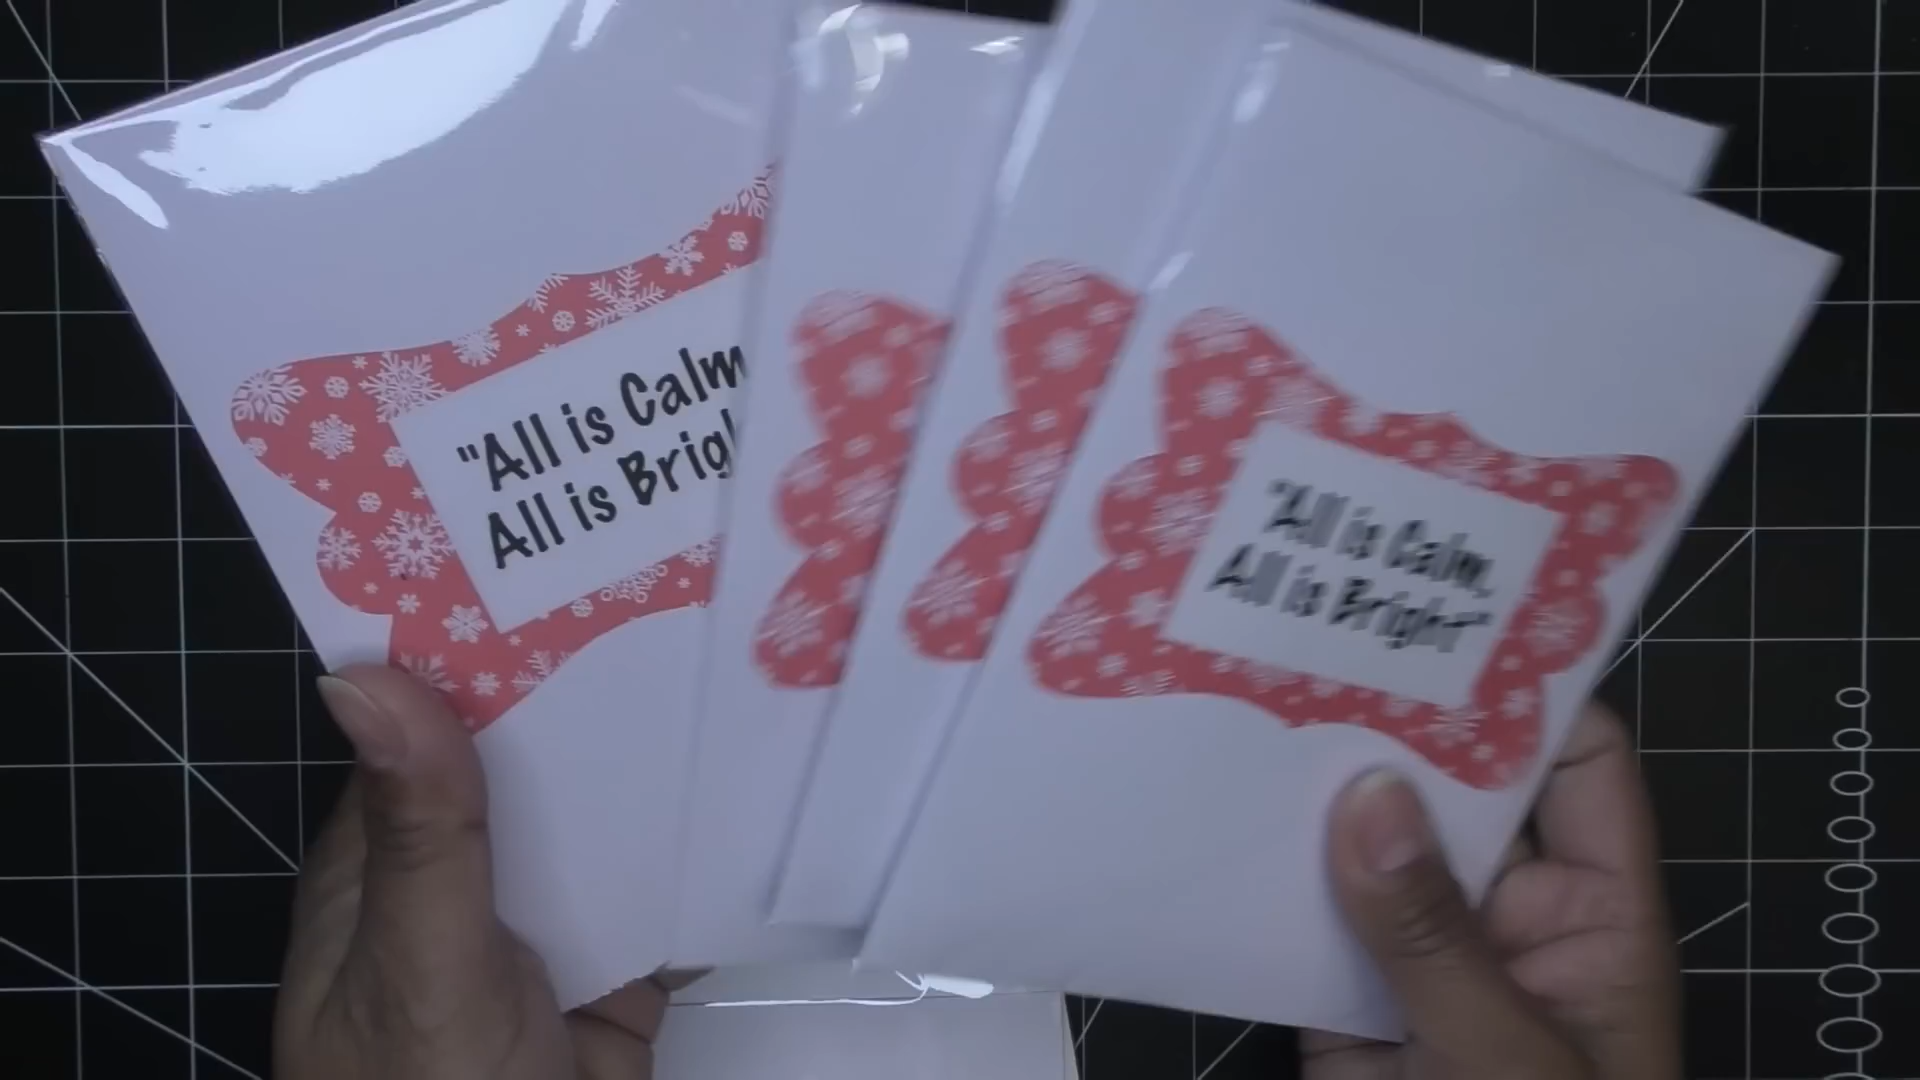 "All is Calm
All is Brigh
"All is Calm,
All is Bright"